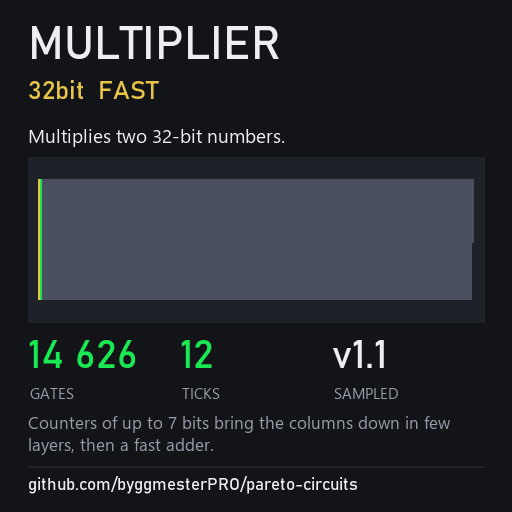 MULTIPLIER
32bit FAST
Multiplies two 32-bit numbers.
14 626 12 v1.1
GATES TICKS SAMPLED
Counters of up to 7 bits bring the columns down in few
layers, then a fast adder.
github.com/byggmesterPRO/pareto-circuits